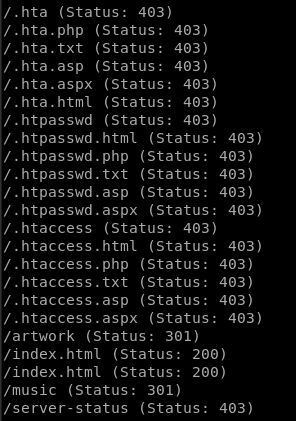 /.hta (Status: 403)
/.hta.php (Status: 403)
/.hta.txt (Status: 403)
/.hta.asp (Status: 403)
/.hta.aspx (Status: 403)
/.hta.html (Status: 403)
/.htpasswd (Status: 403)
/.htpasswd.html (Status: 403)
/.htpasswd.php (Status: 403)
/.htpasswd.txt (Status: 403)
/.htpasswd.asp (Status: 403)
/.htpasswd.aspx (Status: 403)
/.htaccess (Status: 403)
/.htaccess.html (Status: 403)
/.htaccess.php (Status: 403)
/.htaccess.txt (Status: 403)
/.htaccess.asp (Status: 403)
/.htaccess.aspx (Status: 403)
/artwork (Status: 301)
/index.html (Status: 200)
/index.html (Status: 200)
/music (Status: 301)
/server-status (Status: 403)